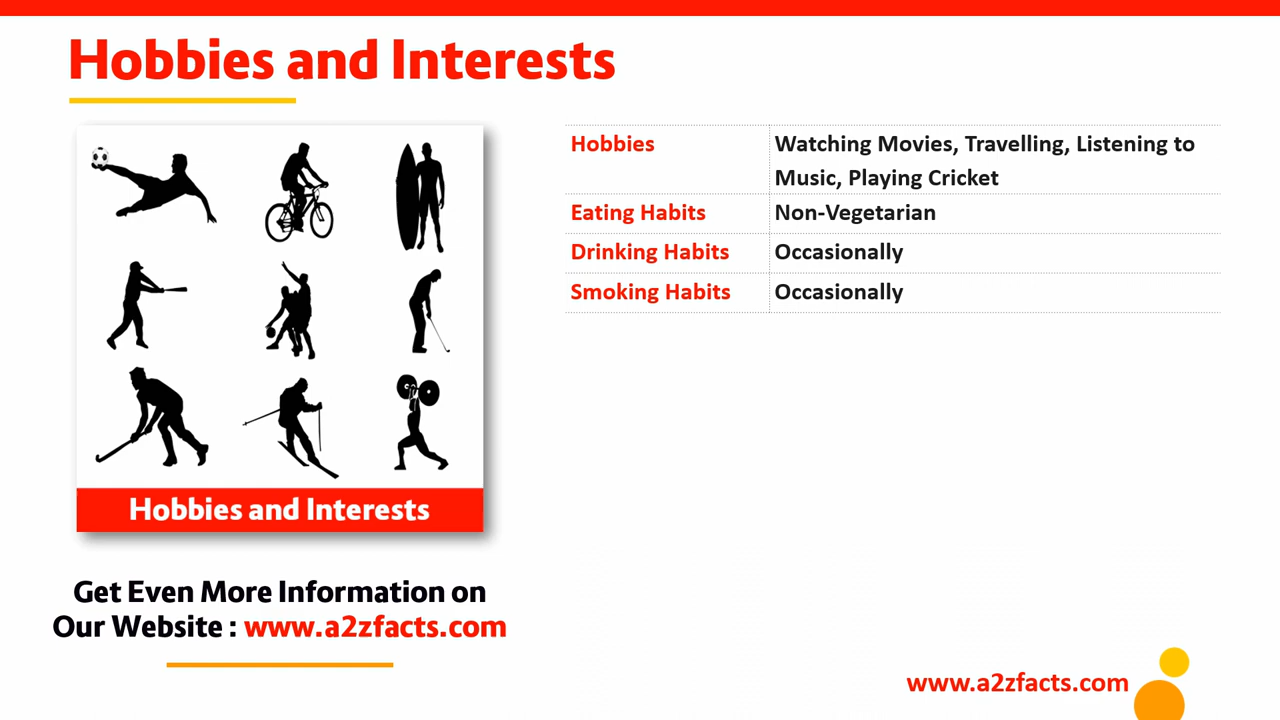 Hobbies and Interests
Hobbies
Watching Movies, Travelling, Listening to
Music, Playing Cricket
Eating Habits
Non-Vegetarian
Drinking Habits
Occasionally
Smoking Habits
Occasionally
Hobbies and Interests
Get Even More Information on
Our Website : www.a2zfacts.com
www.a2zfacts.com